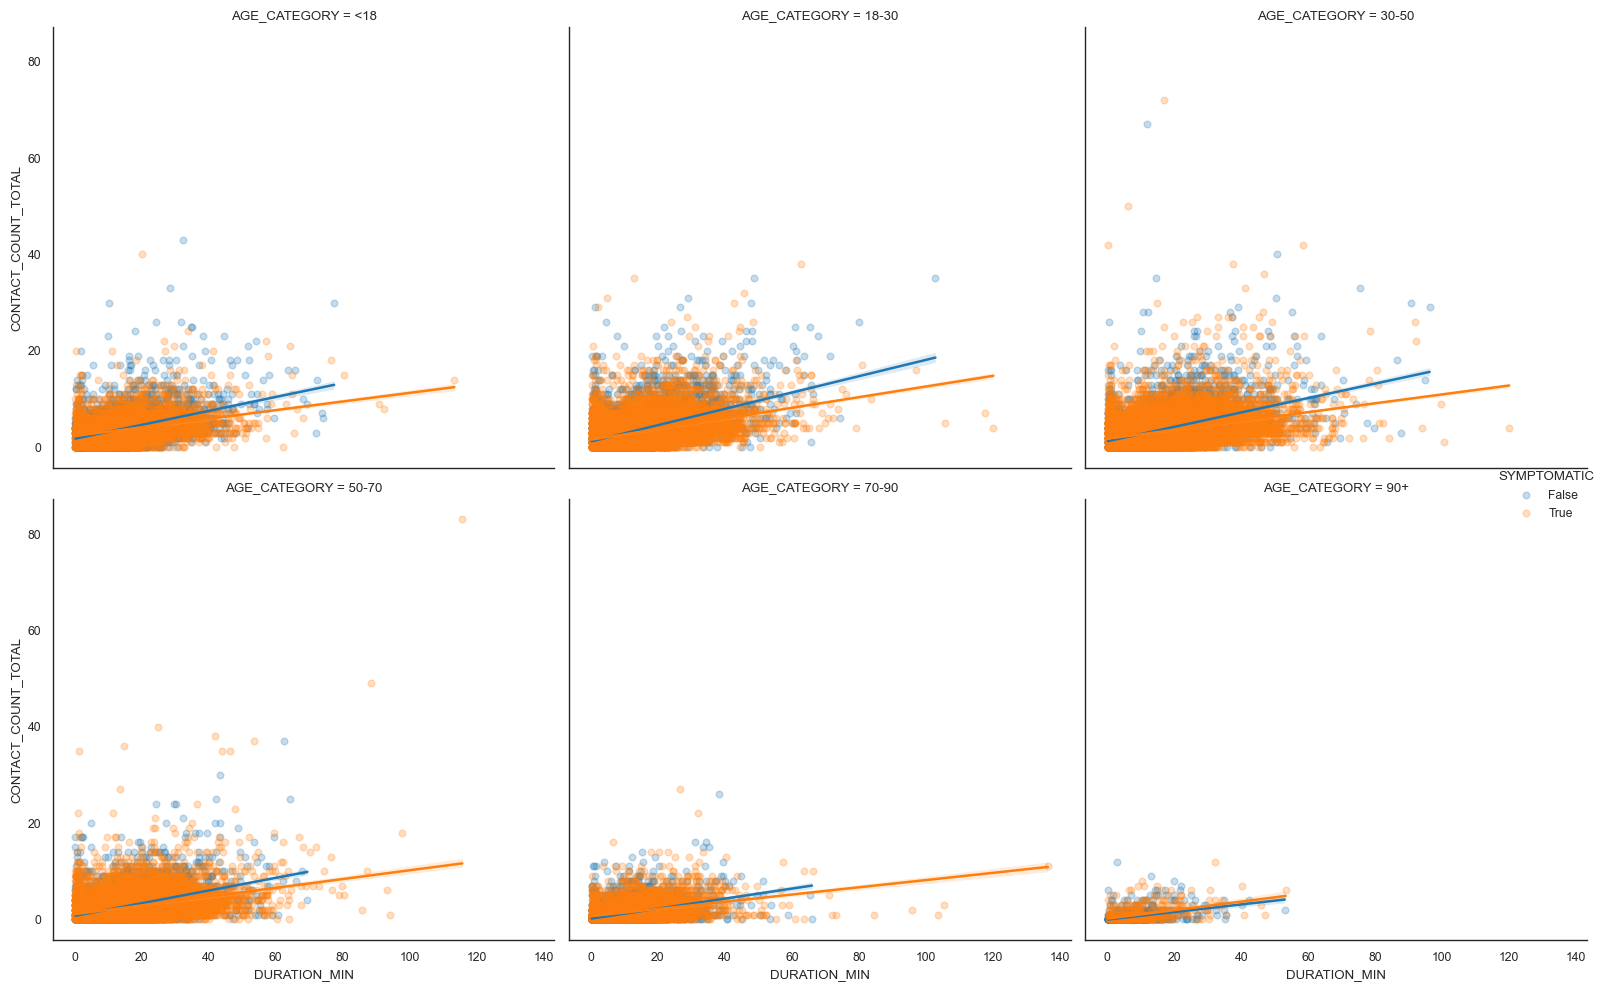 AGE_CATEGORY = <18
AGE_CATEGORY = 18-30
AGE_CATEGORY = 30-50
80
60
40
20
0
CONTACT_COUNT_TOTAL
SYMPTOMATIC
False
True
AGE_CATEGORY = 50-70
AGE_CATEGORY = 70-90
AGE_CATEGORY = 90+
80
60
40
20
0
CONTACT_COUNT_TOTAL
0 20 40 60 80 100 120 140
0 20 40 60 80 100 120 140
0 20 40 60 80 100 120 140
DURATION_MIN
DURATION_MIN
DURATION_MIN